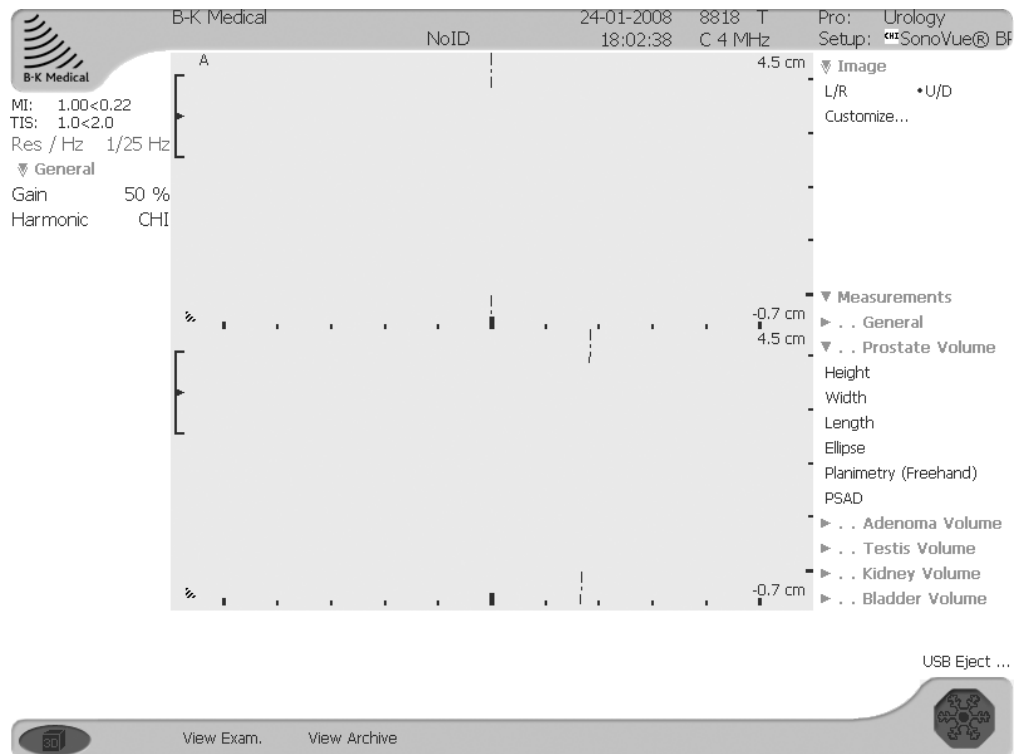 B-K Medical
24-01-2008 8818 T
NoID
18:02:38 C 4 MHz
Pro: Urology
Setup: CHI SonoVue® BF
B-K Medical
MI: 1.00<0.22
TIS: 1.0<2.0
Res / Hz 1/25 Hz
General
Gain 50 %
Harmonic CHI
A
4.5 cm
-0.7 cm
4.5 cm
-0.7 cm
Image
L/R •U/D
Customize...
Measurements
. . General
. . Prostate Volume
Height
Width
Length
Ellipse
Planimetry (Freehand)
PSAD
. . Adenoma Volume
. . Testis Volume
. . Kidney Volume
. . Bladder Volume
USB Eject ...
3D
View Exam. View Archive